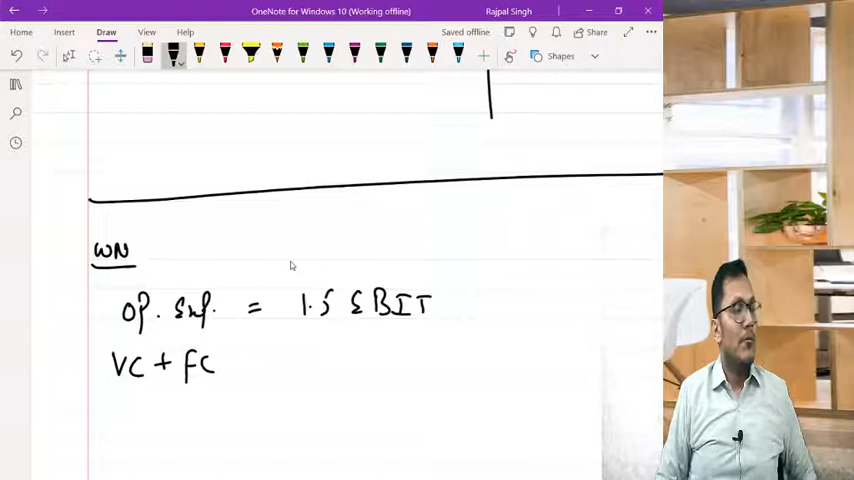 OneNote for Windows 10 (Working offline)
Rajpal Singh
Home Insert Draw View Help
Saved offline
Share
Shapes
WN
OP. Exp. = 1.5 EBIT
VC + FC